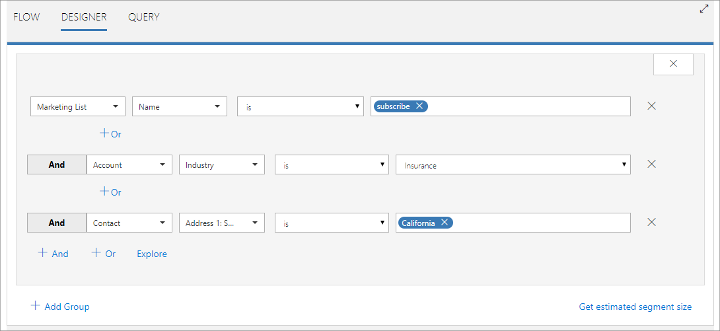 FLOW DESIGNER QUERY
Marketing List Name is subscribe
+Or
And Account Industry is Insurance
+Or
And Contact Address 1: S... is California
+ And + Or Explore
+ Add Group Get estimated segment size